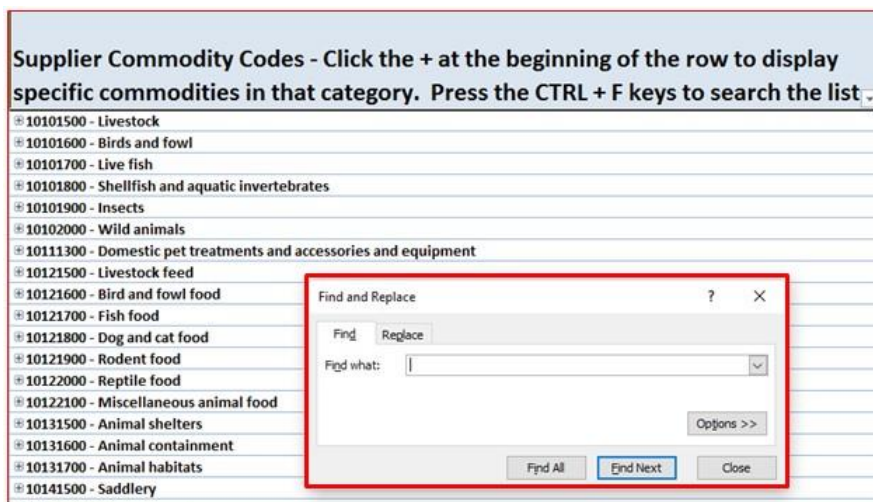 Supplier Commodity Codes - Click the + at the beginning of the row to display
specific commodities in that category.  Press the CTRL + F keys to search the list
10101500 - Livestock
10101600 - Birds and fowl
10101700 - Live fish
10101800 - Shellfish and aquatic invertebrates
10101900 - Insects
10102000 - Wild animals
10111300 - Domestic pet treatments and accessories and equipment
10121500 - Livestock feed
10121600 - Bird and fowl food
10121700 - Fish food
10121800 - Dog and cat food
10121900 - Rodent food
10122000 - Reptile food
10122100 - Miscellaneous animal food
10131500 - Animal shelters
10131600 - Animal containment
10131700 - Animal habitats
10141500 - Saddlery
Find and Replace ? ×
Find Replace
Find what:
Options >>
Find All Find Next Close